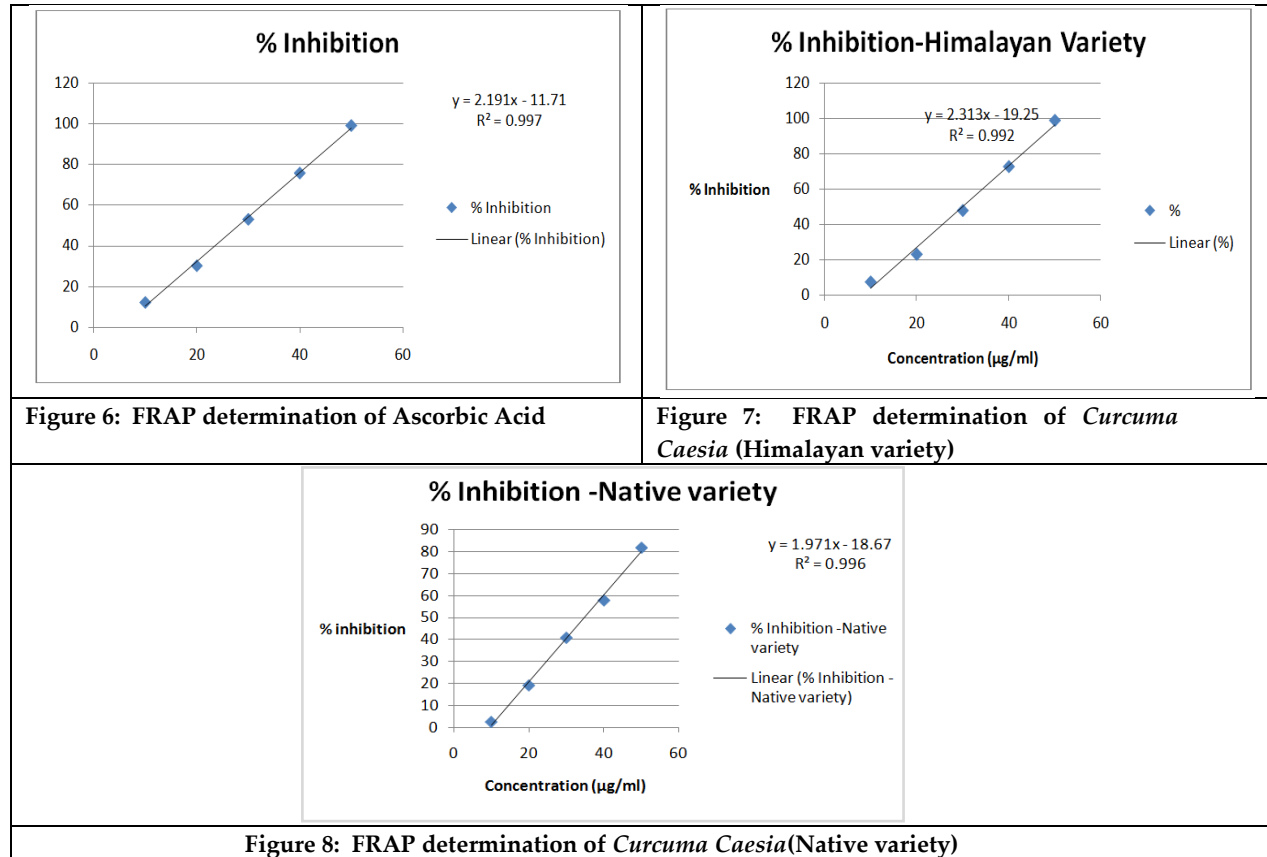 % Inhibition
120
100
80
60
40
20
0
0 20 40 60
y = 2.191x - 11.71
R² = 0.997
% Inhibition
Linear (% Inhibition)
% Inhibition-Himalayan Variety
120
100
80
60
40
20
0
0 20 40 60
% Inhibition
Concentration (µg/ml)
y = 2.313x - 19.25
R² = 0.992
%
Linear (%)
Figure 6: FRAP determination of Ascorbic Acid
Figure 7: FRAP determination of Curcuma
Caesia (Himalayan variety)
% Inhibition -Native variety
90
80
70
60
50
40
30
20
10
0
0 20 40 60
% inhibition
Concentration (µg/ml)
y = 1.971x - 18.67
R² = 0.996
% Inhibition -Native
variety
Linear (% Inhibition -
Native variety)
Figure 8: FRAP determination of Curcuma Caesia(Native variety)